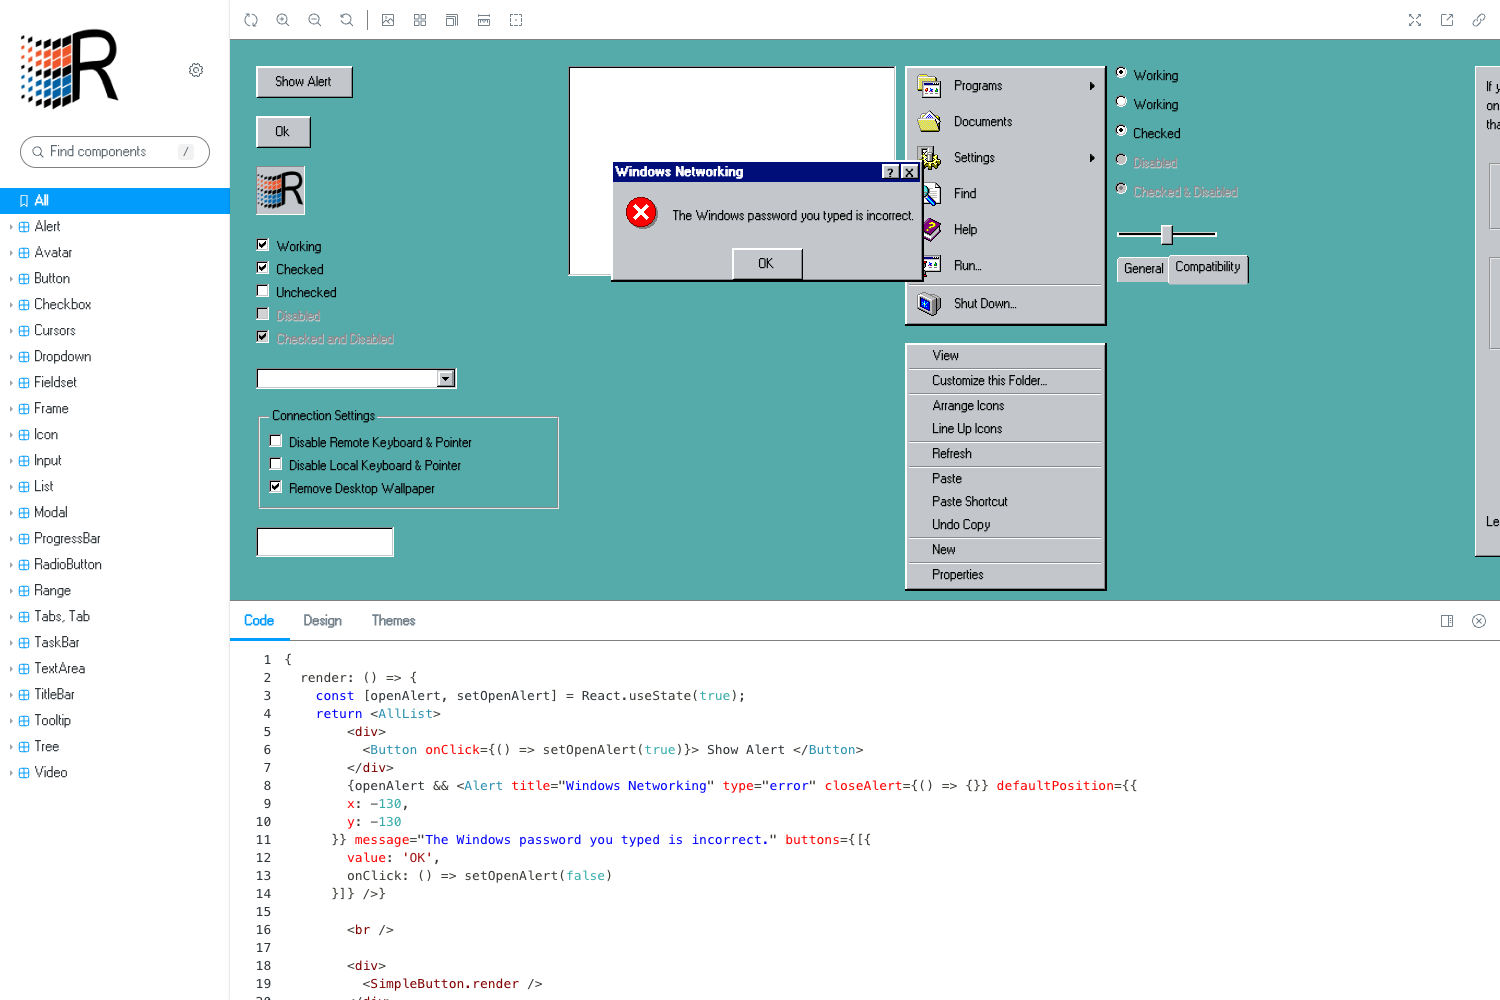 R
Find components
/
All
Alert
Avatar
Button
Checkbox
Cursors
Dropdown
Fieldset
Frame
Icon
Input
List
Modal
ProgressBar
RadioButton
Range
Tabs, Tab
TaskBar
TextArea
TitleBar
Tooltip
Tree
Video
Show Alert
Ok
R
Working
Checked
Unchecked
Disabled
Checked and Disabled
Connection Settings
Disable Remote Keyboard & Pointer
Disable Local Keyboard & Pointer
Remove Desktop Wallpaper
Windows Networking
?
The Windows password you typed is incorrect.
OK
Programs
Documents
Settings
Find
Help
Run...
Shut Down...
View
Customize this Folder...
Arrange Icons
Line Up Icons
Refresh
Paste
Paste Shortcut
Undo Copy
New
Properties
Working
Working
Checked
Disabled
Checked & Disabled
General
Compatibility
If y
on
tha
Le
Code
Design
Themes
1 {
2 render: () => {
3 const [openAlert, setOpenAlert] = React.useState(true);
4 return <AllList>
5 <div>
6 <Button onClick={() => setOpenAlert(true)}> Show Alert </Button>
7 </div>
8 {openAlert && <Alert title="Windows Networking" type="error" closeAlert={() => {}} defaultPosition={{
9 x: -130,
10 y: -130
11 }} message="The Windows password you typed is incorrect." buttons={[{
12 value: 'OK',
13 onClick: () => setOpenAlert(false)
14 }]} />}
15
16 <br />
17
18 <div>
19 <SimpleButton.render />
20 </div>